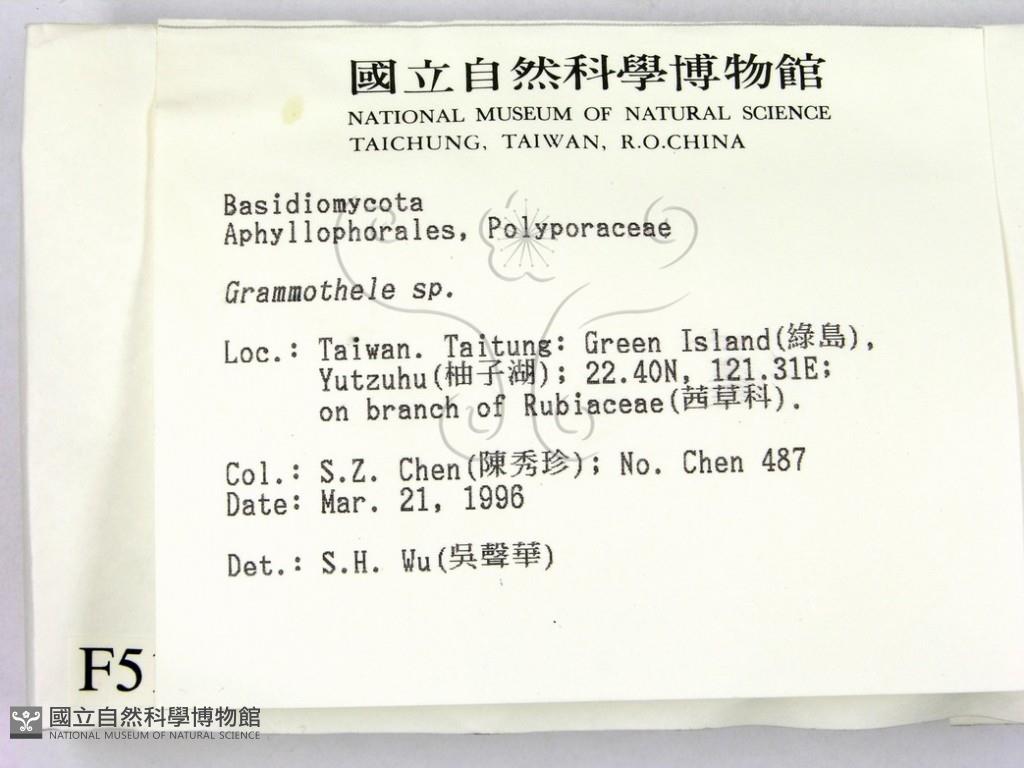 國立自然科學博物館
NATIONAL MUSEUM OF NATURAL SCIENCE
TAICHUNG, TAIWAN, R.O.CHINA
Basidiomycota
Aphyllophorales, Polyporaceae
Grammothele sp.
Loc.: Taiwan. Taitung: Green Island(綠島),
Yutzuhu(柚子湖); 22.40N, 121.31E;
on branch of Rubiaceae(茜草科).
Col.: S.Z. Chen(陳秀珍); No. Chen 487
Date: Mar. 21, 1996
Det.: S.H. Wu(吳聲華)
F5
國立自然科學博物館
NATIONAL MUSEUM OF NATURAL SCIENCE